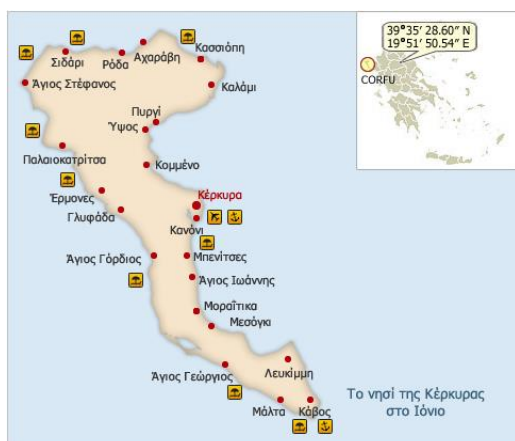 39°35' 28.60" N
19°51' 50.54" E
CORFU
Σιδάρι
Ρόδα
Αχαράβη
Κασσιόπη
Άγιος Στέφανος
Καλάμι
Πυργί
Ύψος
Παλαιοκατρίτσα
Κομμένο
Έρμονες
Κέρκυρα
Γλυφάδα
Κανόνι
Άγιος Γόρδιος
Μπενίτσες
Άγιος Ιωάννης
Μοραΐτικα
Μεσόγκι
Άγιος Γεώργιος
Λευκίμμη
Μάλτα
Κάβος
Το νησί της Κέρκυρας
στο Ιόνιο